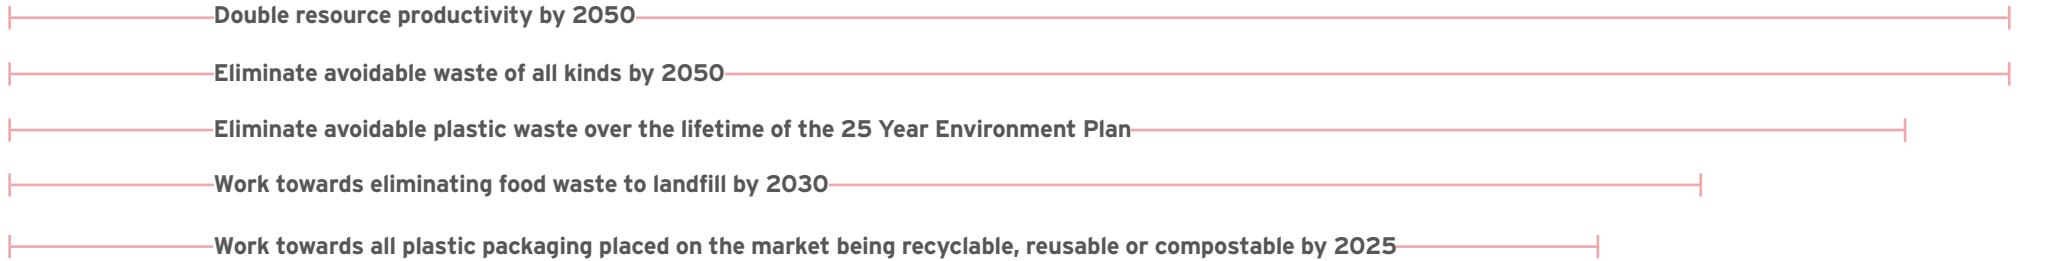 Double resource productivity by 2050
Eliminate avoidable waste of all kinds by 2050
Eliminate avoidable plastic waste over the lifetime of the 25 Year Environment Plan
Work towards eliminating food waste to landfill by 2030
Work towards all plastic packaging placed on the market being recyclable, reusable or compostable by 2025